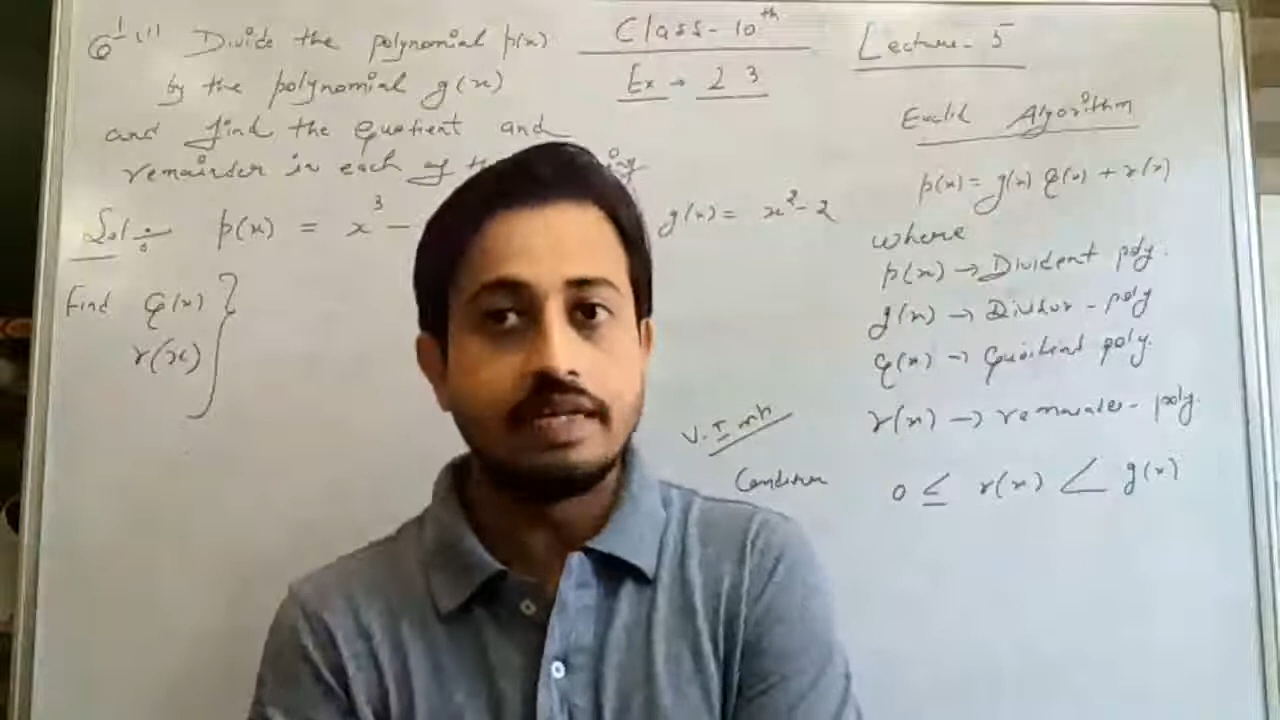 Q 1 (i) Divide the polynomial p(x)
by the polynomial g(x)
and find the quotient and
remainder in each of
Class - 10th
Ex → 2 3
Lecture - 5
Sol ÷ p(x) = x³ −
g(x) = x² - 2
Find q(x)
r(x)
Euclid Algorithm
p(x) = g(x) q(x) + r(x)
where
p(x) → Divident poly.
g(x) → Divisor - poly
q(x) → Quotient poly.
r(x) → remainder - poly.
V. Imp
Condition 0 ≤ r(x) < g(x)